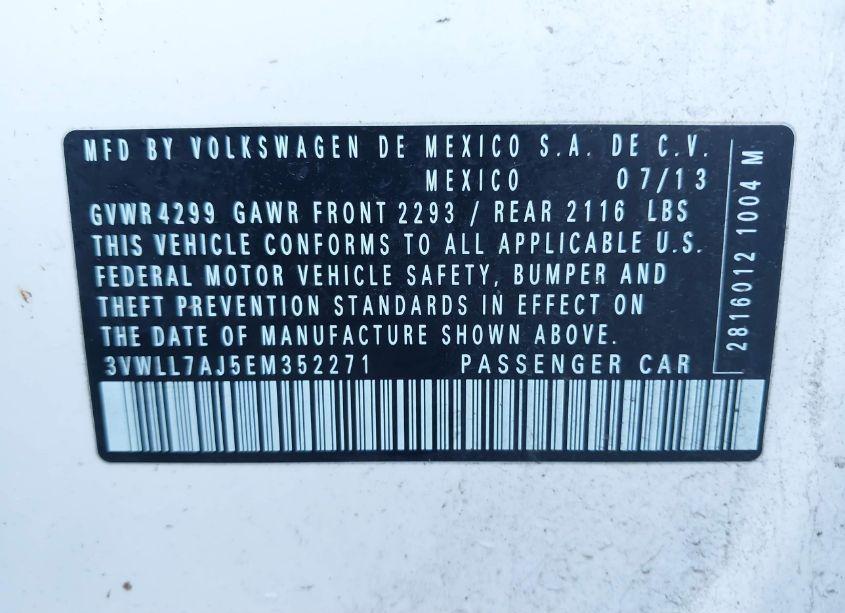 MFD BY VOLKSWAGEN DE MEXICO S.A. DE C.V.
MEXICO 07/13
GVWR4299 GAWR FRONT 2293 / REAR 2116 LBS
THIS VEHICLE CONFORMS TO ALL APPLICABLE U.S.
FEDERAL MOTOR VEHICLE SAFETY, BUMPER AND
THEFT PREVENTION STANDARDS IN EFFECT ON
THE DATE OF MANUFACTURE SHOWN ABOVE.
3VWLL7AJ5EM352271 PASSENGER CAR
2816012 1004 M